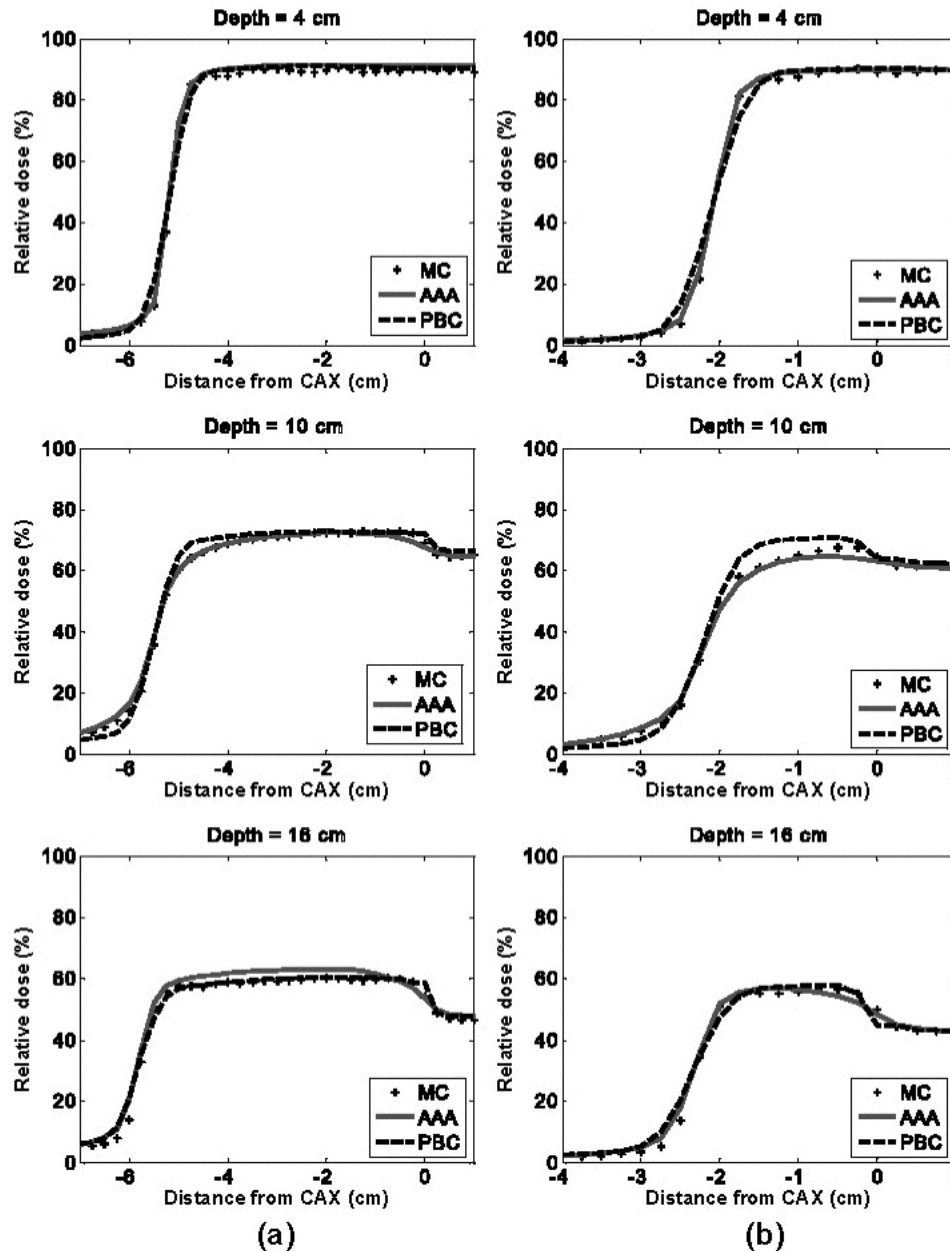 Depth = 4 cm
Relative dose (%)
100
80
60
40
20
0
-6
-4
-2
0
Distance from CAX (cm)
MC
AAA
PBC
Depth = 4 cm
Relative dose (%)
100
80
60
40
20
0
-4
-3
-2
-1
0
Distance from CAX (cm)
MC
AAA
PBC
Depth = 10 cm
Relative dose (%)
100
80
60
40
20
0
-6
-4
-2
0
Distance from CAX (cm)
MC
AAA
PBC
Depth = 10 cm
Relative dose (%)
100
80
60
40
20
0
-4
-3
-2
-1
0
Distance from CAX (cm)
MC
AAA
PBC
Depth = 16 cm
Relative dose (%)
100
80
60
40
20
0
-6
-4
-2
0
Distance from CAX (cm)
MC
AAA
PBC
Depth = 16 cm
Relative dose (%)
100
80
60
40
20
0
-4
-3
-2
-1
0
Distance from CAX (cm)
MC
AAA
PBC
(a)
(b)